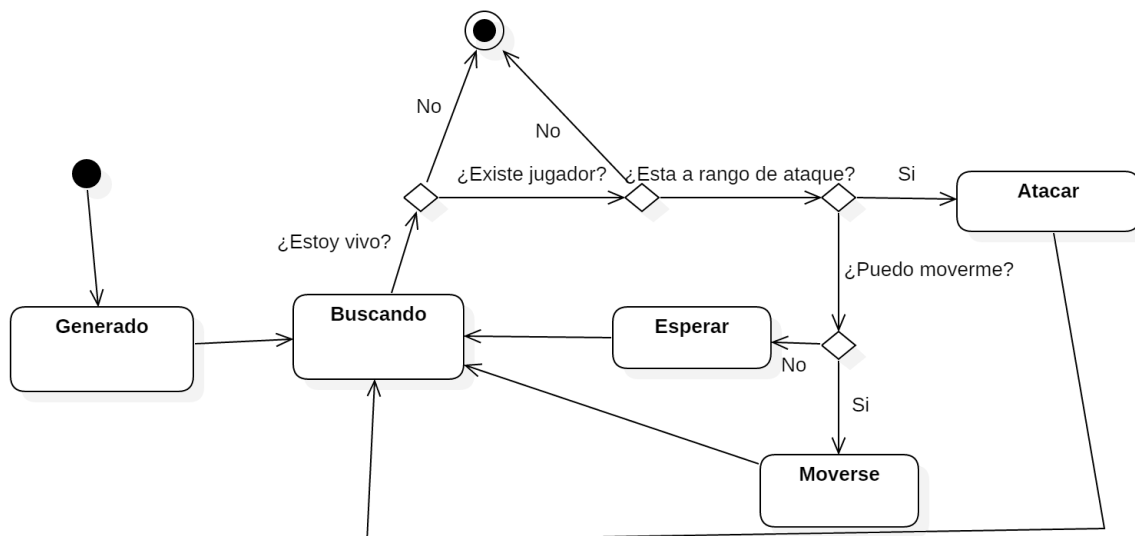 No
No
¿Existe jugador?
¿Esta a rango de ataque?
Si
Atacar
¿Estoy vivo?
¿Puedo moverme?
Generado
Buscando
Esperar
No
Si
Moverse